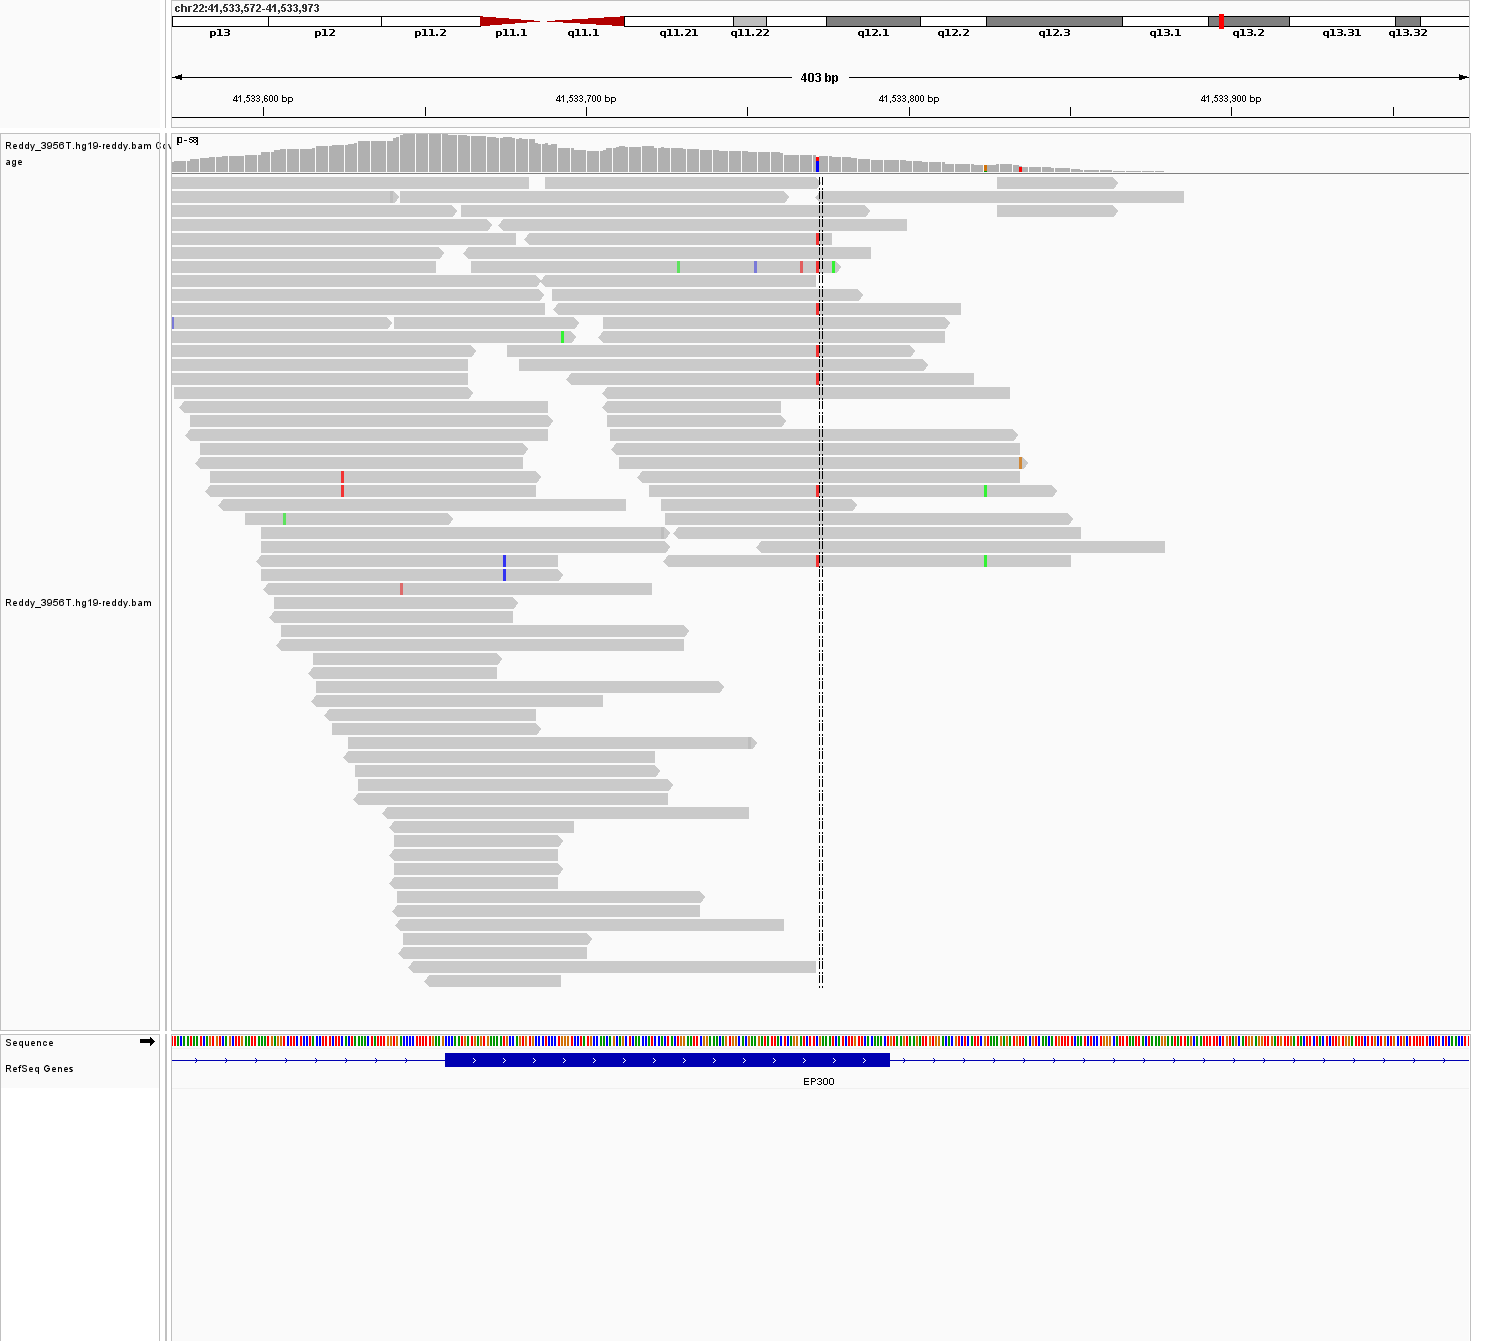 chr22:41,533,572-41,533,973
p13 p12 p11.2 p11.1 q11.1 q11.21 q11.22 q12.1 q12.2 q12.3 q13.1 q13.2 q13.31 q13.32
403 bp
41,533,600 bp 41,533,700 bp 41,533,800 bp 41,533,900 bp
[0 - 58]
Reddy_3956T.hg19-reddy.bam Cov
age
Reddy_3956T.hg19-reddy.bam
Sequence
RefSeq Genes
EP300